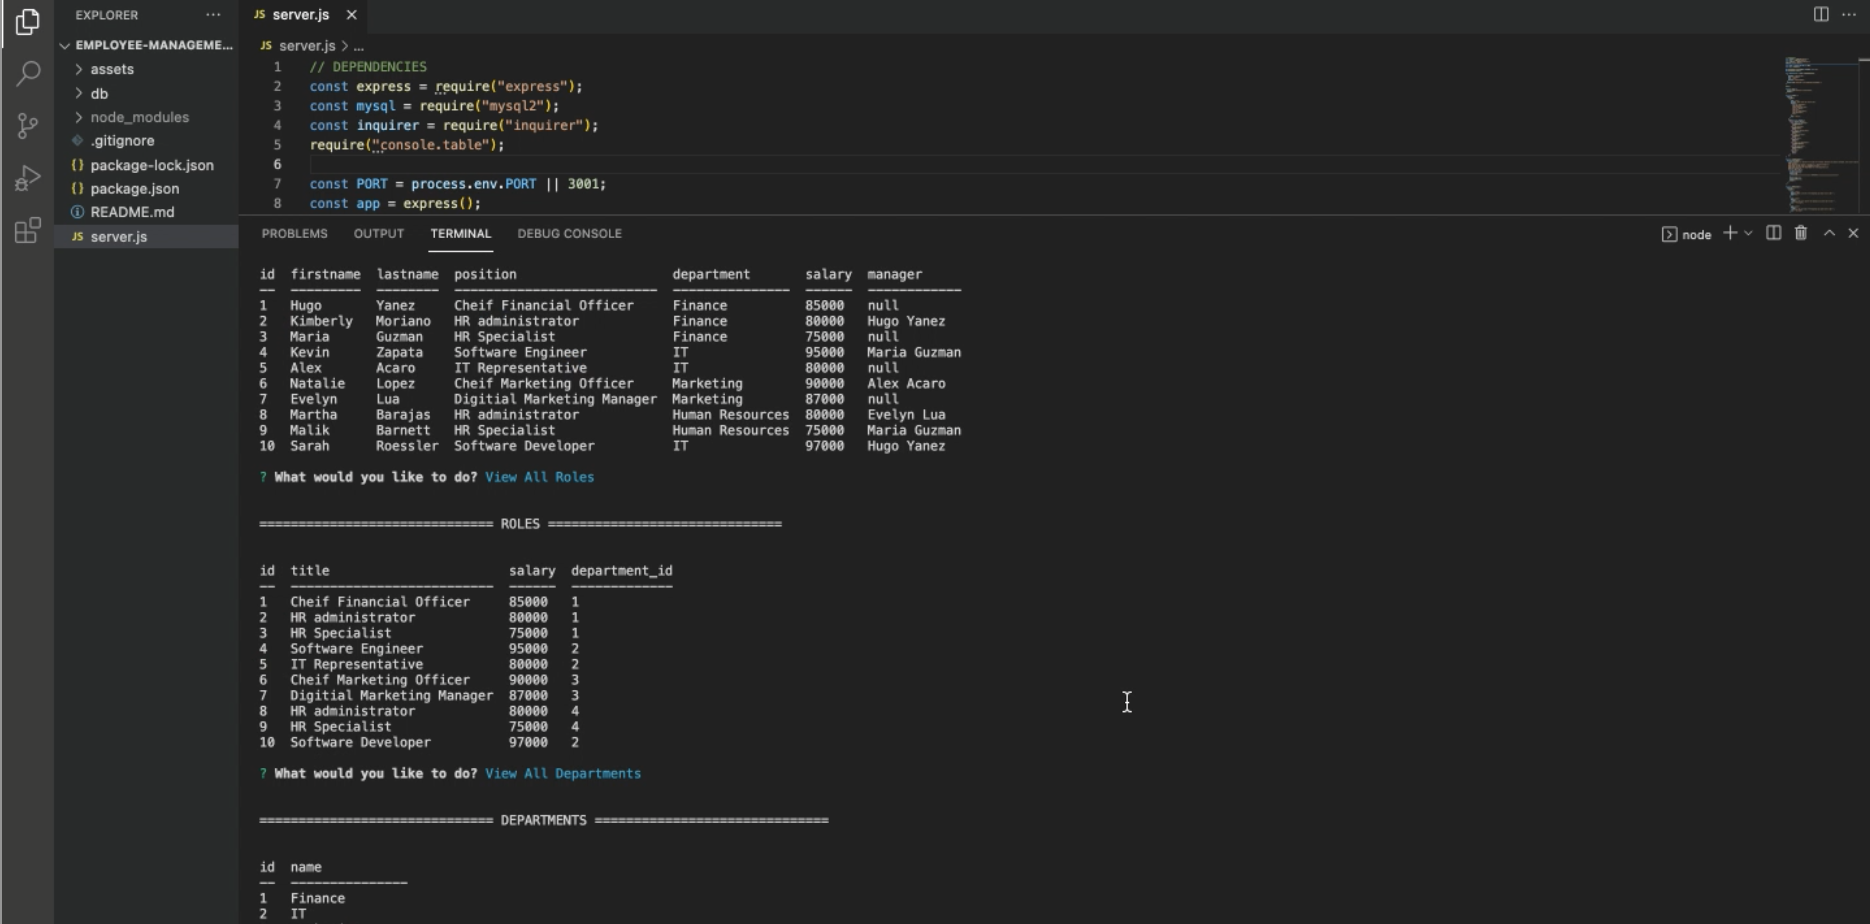 EXPLORER ...
EMPLOYEE-MANAGEME...
assets
db
node_modules
.gitignore
package-lock.json
package.json
README.md
JS server.js
JS server.js
JS server.js > ...
1 // DEPENDENCIES
2 const express = require("express");
3 const mysql = require("mysql2");
4 const inquirer = require("inquirer");
5 require("console.table");
6
7 const PORT = process.env.PORT || 3001;
8 const app = express();
PROBLEMS OUTPUT TERMINAL DEBUG CONSOLE node
id firstname lastname position department salary manager
1 Hugo Yanez Cheif Financial Officer Finance 85000 null
2 Kimberly Moriano HR administrator Finance 80000 Hugo Yanez
3 Maria Guzman HR Specialist Finance 75000 null
4 Kevin Zapata Software Engineer IT 95000 Maria Guzman
5 Alex Acaro IT Representative IT 80000 null
6 Natalie Lopez Cheif Marketing Officer Marketing 90000 Alex Acaro
7 Evelyn Lua Digitial Marketing Manager Marketing 87000 null
8 Martha Barajas HR administrator Human Resources 80000 Evelyn Lua
9 Malik Barnett HR Specialist Human Resources 75000 Maria Guzman
10 Sarah Roessler Software Developer IT 97000 Hugo Yanez
? What would you like to do? View All Roles
============================== ROLES ==============================
id title salary department_id
1 Cheif Financial Officer 85000 1
2 HR administrator 80000 1
3 HR Specialist 75000 1
4 Software Engineer 95000 2
5 IT Representative 80000 2
6 Cheif Marketing Officer 90000 3
7 Digitial Marketing Manager 87000 3
8 HR administrator 80000 4
9 HR Specialist 75000 4
10 Software Developer 97000 2
? What would you like to do? View All Departments
============================== DEPARTMENTS ==============================
id name
1 Finance
2 IT